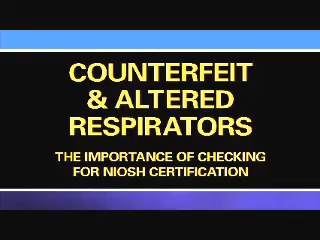 COUNTERFEIT
& ALTERED
RESPIRATORS
THE IMPORTANCE OF CHECKING
FOR NIOSH CERTIFICATION